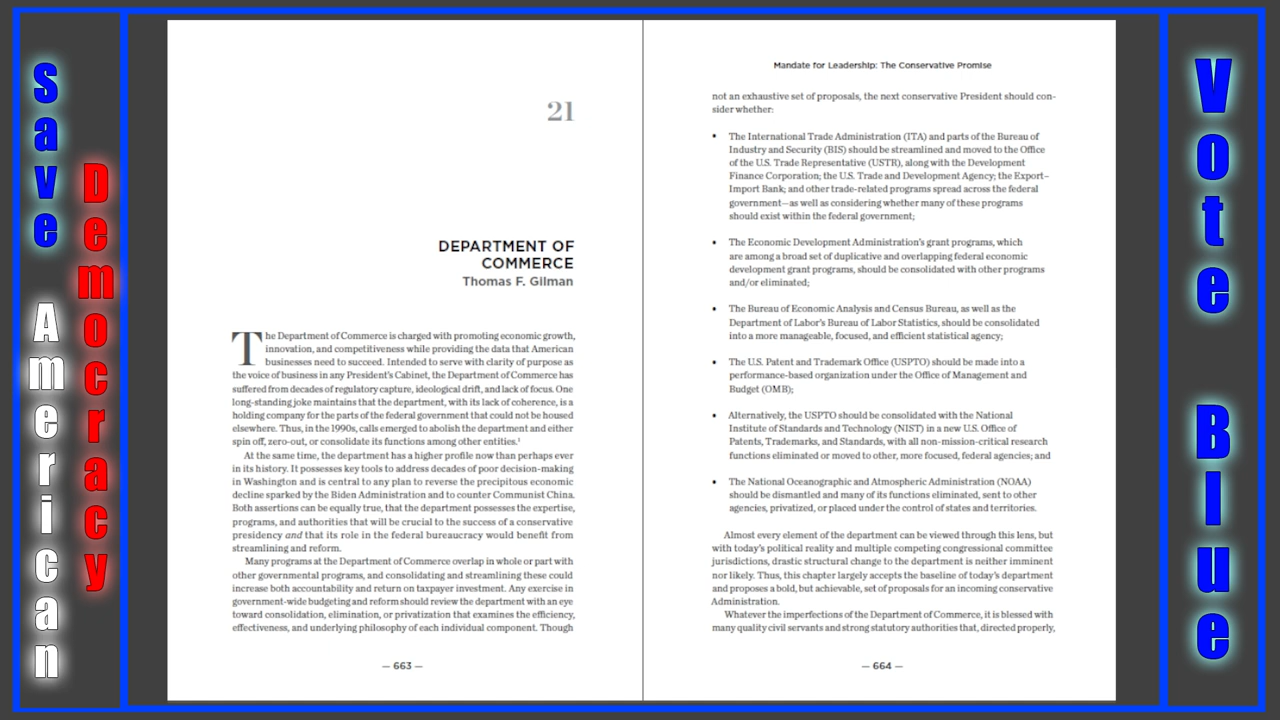 Save American
Democracy
21
DEPARTMENT OF
COMMERCE
Thomas F. Gilman
The Department of Commerce is charged with promoting economic growth,
innovation, and competitiveness while providing the data that American
businesses need to succeed. Intended to serve with clarity of purpose as
the voice of business in any President's Cabinet, the Department of Commerce has
suffered from decades of regulatory capture, ideological drift, and lack of focus. One
long-standing joke maintains that the department, with its lack of coherence, is a
holding company for the parts of the federal government that could not be housed
elsewhere. Thus, in the 1990s, calls emerged to abolish the department and either
spin off, zero-out, or consolidate its functions among other entities.¹
At the same time, the department has a higher profile now than perhaps ever
in its history. It possesses key tools to address decades of poor decision-making
in Washington and is central to any plan to reverse the precipitous economic
decline sparked by the Biden Administration and to counter Communist China.
Both assertions can be equally true, that the department possesses the expertise,
programs, and authorities that will be crucial to the success of a conservative
presidency and that its role in the federal bureaucracy would benefit from
streamlining and reform.
Many programs at the Department of Commerce overlap in whole or part with
other governmental programs, and consolidating and streamlining these could
increase both accountability and return on taxpayer investment. Any exercise in
government-wide budgeting and reform should review the department with an eye
toward consolidation, elimination, or privatization that examines the efficiency,
effectiveness, and underlying philosophy of each individual component. Though
— 663 —
Mandate for Leadership: The Conservative Promise
not an exhaustive set of proposals, the next conservative President should con-
sider whether:
• The International Trade Administration (ITA) and parts of the Bureau of
Industry and Security (BIS) should be streamlined and moved to the Office
of the U.S. Trade Representative (USTR), along with the Development
Finance Corporation; the U.S. Trade and Development Agency; the Export–
Import Bank; and other trade-related programs spread across the federal
government—as well as considering whether many of these programs
should exist within the federal government;
• The Economic Development Administration's grant programs, which
are among a broad set of duplicative and overlapping federal economic
development grant programs, should be consolidated with other programs
and/or eliminated;
• The Bureau of Economic Analysis and Census Bureau, as well as the
Department of Labor's Bureau of Labor Statistics, should be consolidated
into a more manageable, focused, and efficient statistical agency;
• The U.S. Patent and Trademark Office (USPTO) should be made into a
performance-based organization under the Office of Management and
Budget (OMB);
• Alternatively, the USPTO should be consolidated with the National
Institute of Standards and Technology (NIST) in a new U.S. Office of
Patents, Trademarks, and Standards, with all non-mission-critical research
functions eliminated or moved to other, more focused, federal agencies; and
• The National Oceanographic and Atmospheric Administration (NOAA)
should be dismantled and many of its functions eliminated, sent to other
agencies, privatized, or placed under the control of states and territories.
Almost every element of the department can be viewed through this lens, but
with today's political reality and multiple competing congressional committee
jurisdictions, drastic structural change to the department is neither imminent
nor likely. Thus, this chapter largely accepts the baseline of today's department
and proposes a bold, but achievable, set of proposals for an incoming conservative
Administration.
Whatever the imperfections of the Department of Commerce, it is blessed with
many quality civil servants and strong statutory authorities that, directed properly,
— 664 —
Vote Blue